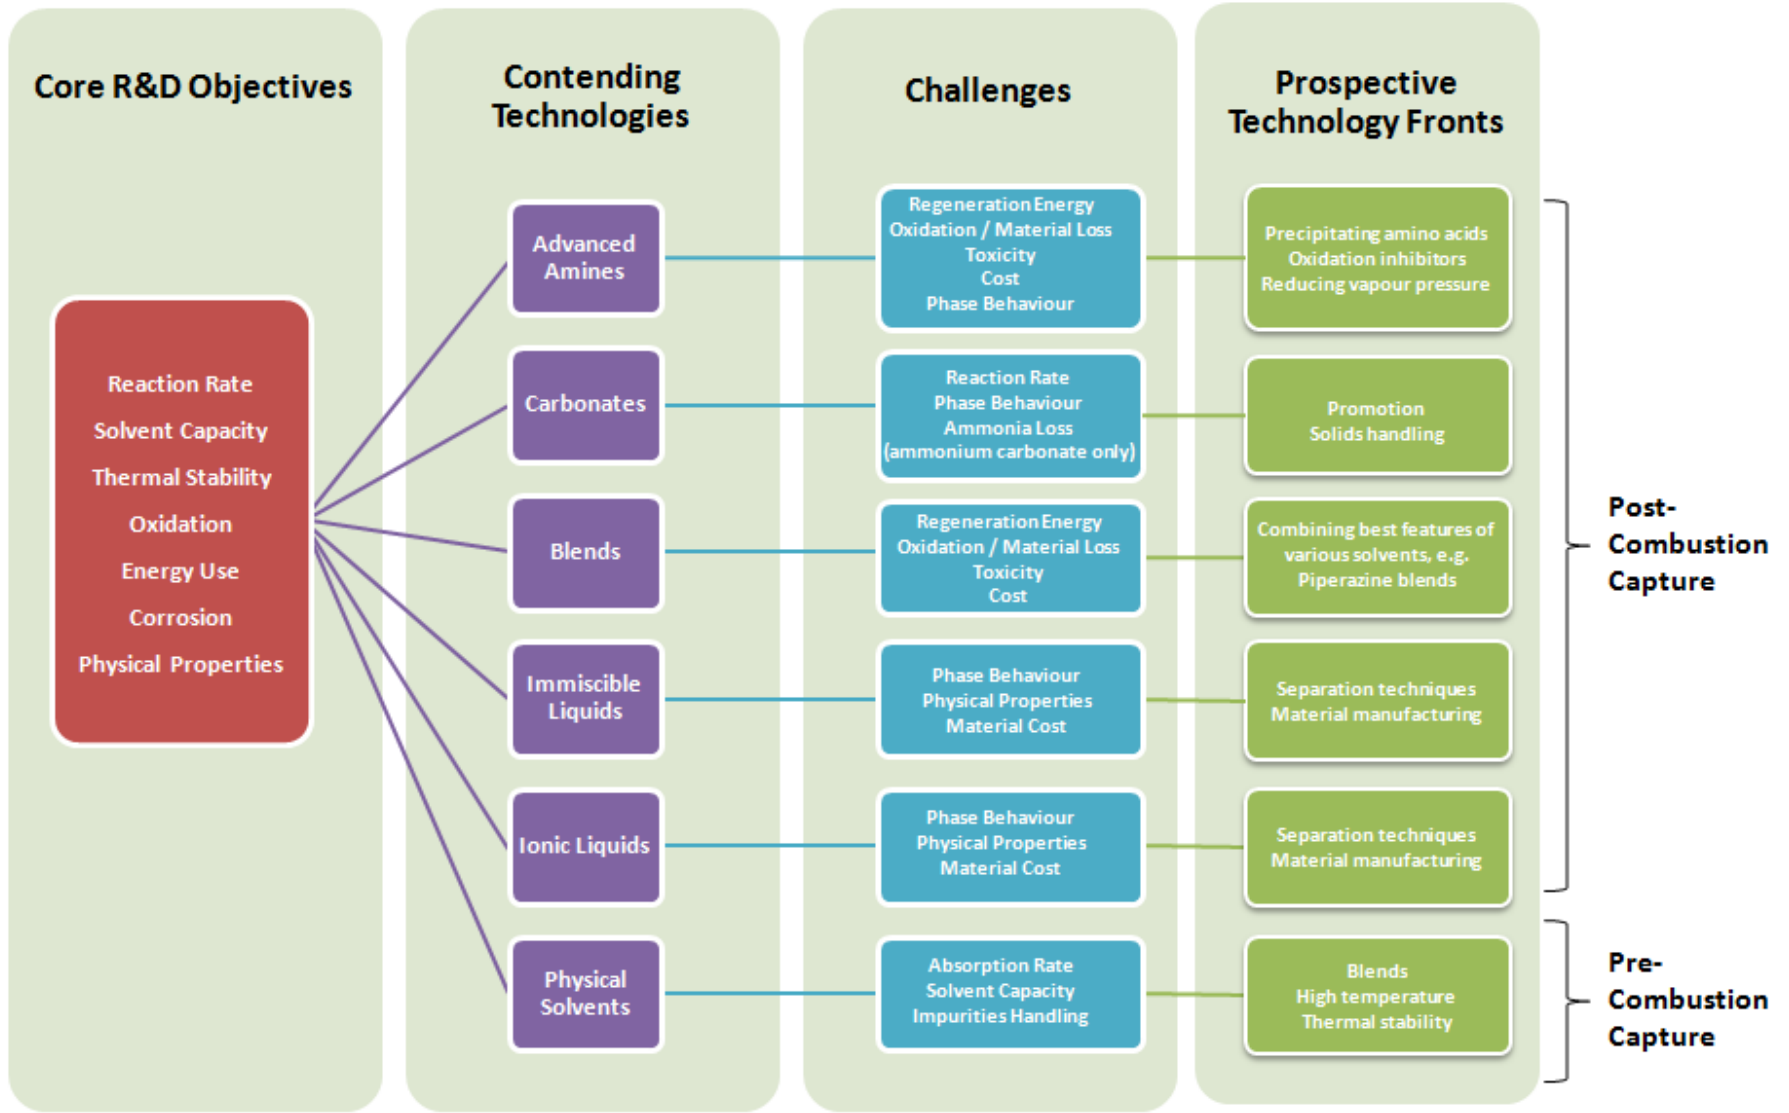 Core R&D Objectives
Contending
Technologies
Challenges
Prospective
Technology Fronts
Reaction Rate
Solvent Capacity
Thermal Stability
Oxidation
Energy Use
Corrosion
Physical Properties
Advanced
Amines
Regeneration Energy
Oxidation / Material Loss
Toxicity
Cost
Phase Behaviour
Precipitating amino acids
Oxidation inhibitors
Reducing vapour pressure
Carbonates
Reaction Rate
Phase Behaviour
Ammonia Loss
(ammonium carbonate only)
Promotion
Solids handling
Blends
Regeneration Energy
Oxidation / Material Loss
Toxicity
Cost
Combining best features of
various solvents, e.g.
Piperazine blends
Immiscible
Liquids
Phase Behaviour
Physical Properties
Material Cost
Separation techniques
Material manufacturing
Ionic Liquids
Phase Behaviour
Physical Properties
Material Cost
Separation techniques
Material manufacturing
Physical
Solvents
Absorption Rate
Solvent Capacity
Impurities Handling
Blends
High temperature
Thermal stability
Post-
Combustion
Capture
Pre-
Combustion
Capture